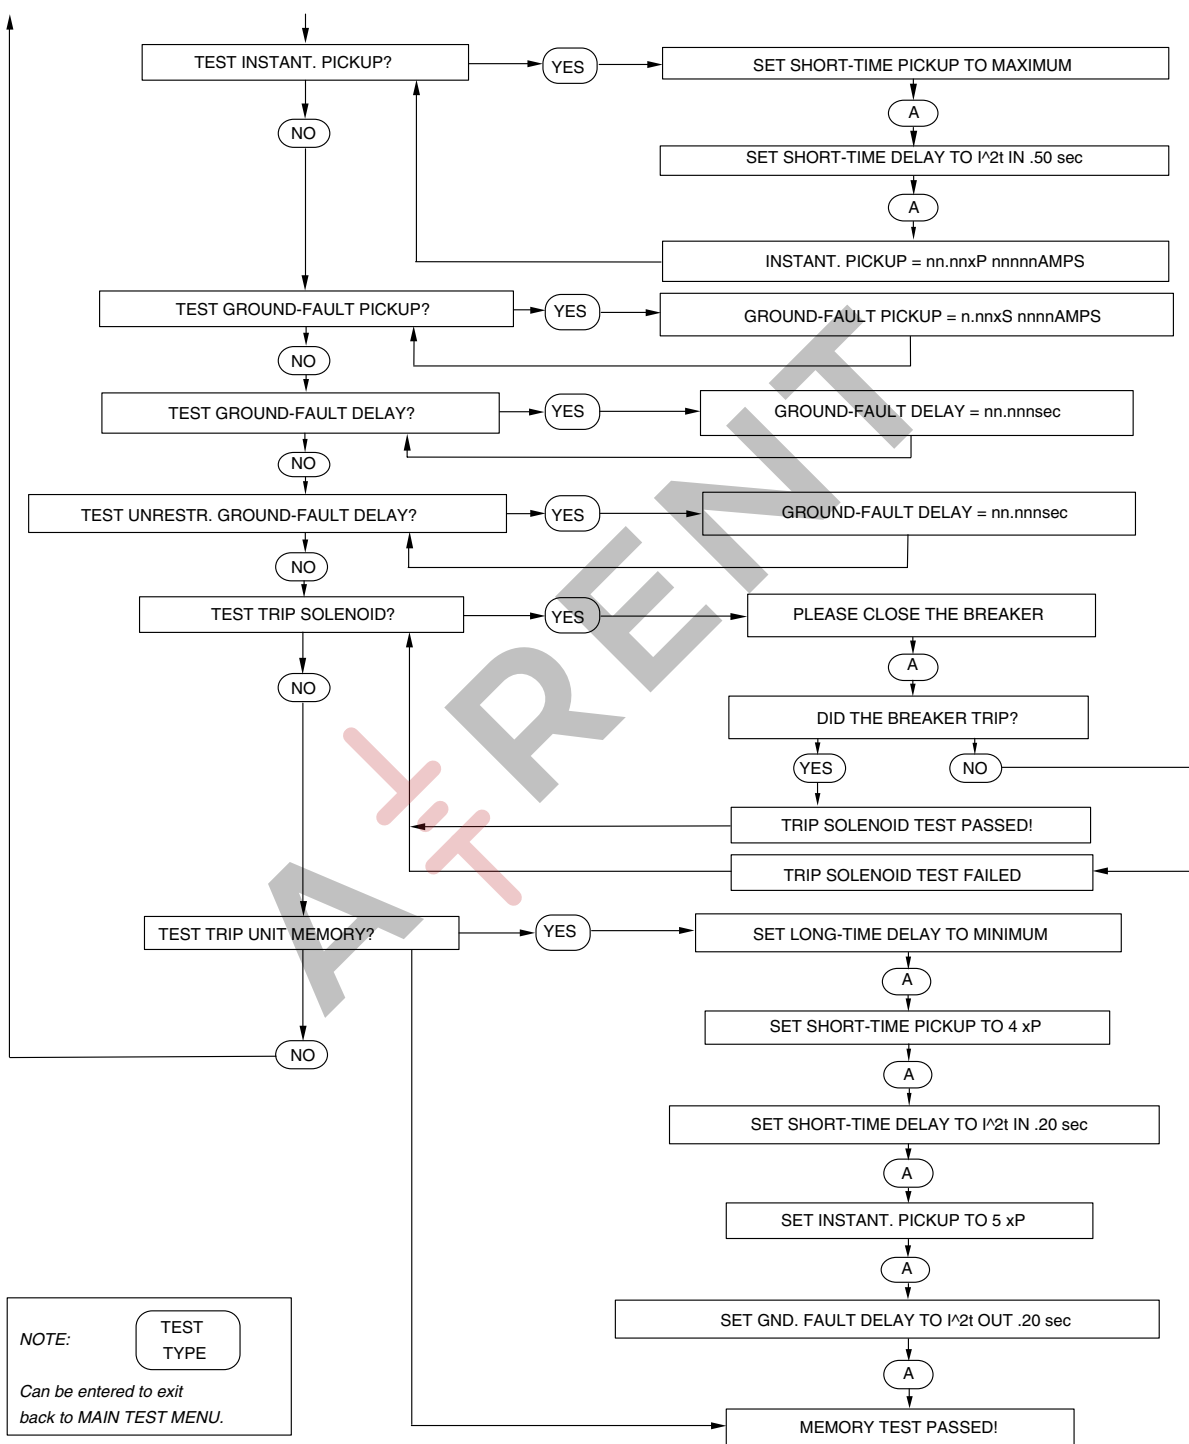 TEST INSTANT. PICKUP?
YES
SET SHORT-TIME PICKUP TO MAXIMUM
A
NO
SET SHORT-TIME DELAY TO I^2t IN .50 sec
A
INSTANT. PICKUP = nn.nnxP nnnnnAMPS
TEST GROUND-FAULT PICKUP?
YES
GROUND-FAULT PICKUP = n.nnxS nnnnAMPS
NO
TEST GROUND-FAULT DELAY?
YES
GROUND-FAULT DELAY = nn.nnnsec
NO
TEST UNRESTR. GROUND-FAULT DELAY?
YES
GROUND-FAULT DELAY = nn.nnnsec
NO
TEST TRIP SOLENOID?
YES
PLEASE CLOSE THE BREAKER
A
NO
DID THE BREAKER TRIP?
YES
NO
TRIP SOLENOID TEST PASSED!
TRIP SOLENOID TEST FAILED
TEST TRIP UNIT MEMORY?
YES
SET LONG-TIME DELAY TO MINIMUM
A
SET SHORT-TIME PICKUP TO 4 xP
NO
A
SET SHORT-TIME DELAY TO I^2t IN .20 sec
A
SET INSTANT. PICKUP TO 5 xP
A
SET GND. FAULT DELAY TO I^2t OUT .20 sec
A
MEMORY TEST PASSED!
NOTE:
TEST
TYPE
Can be entered to exit
back to MAIN TEST MENU.
A RENT